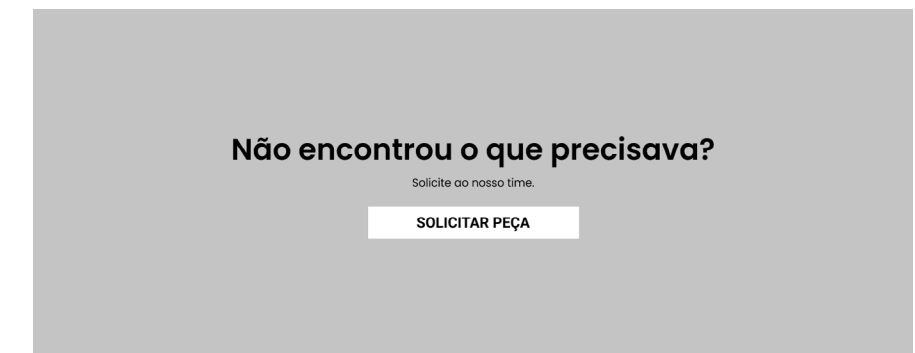 Não encontrou o que precisava?
Solicite ao nosso time.
SOLICITAR PEÇA